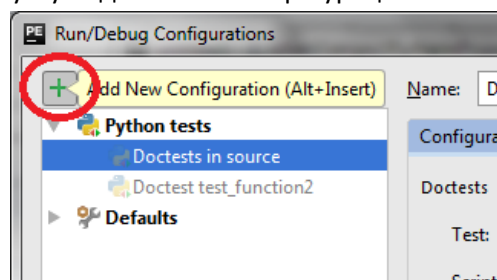 PE Run/Debug Configurations
+ Add New Configuration (Alt+Insert) Name: D
Python tests
Configura
Doctests in source
Doctests
Doctest test_function2
Test:
Defaults